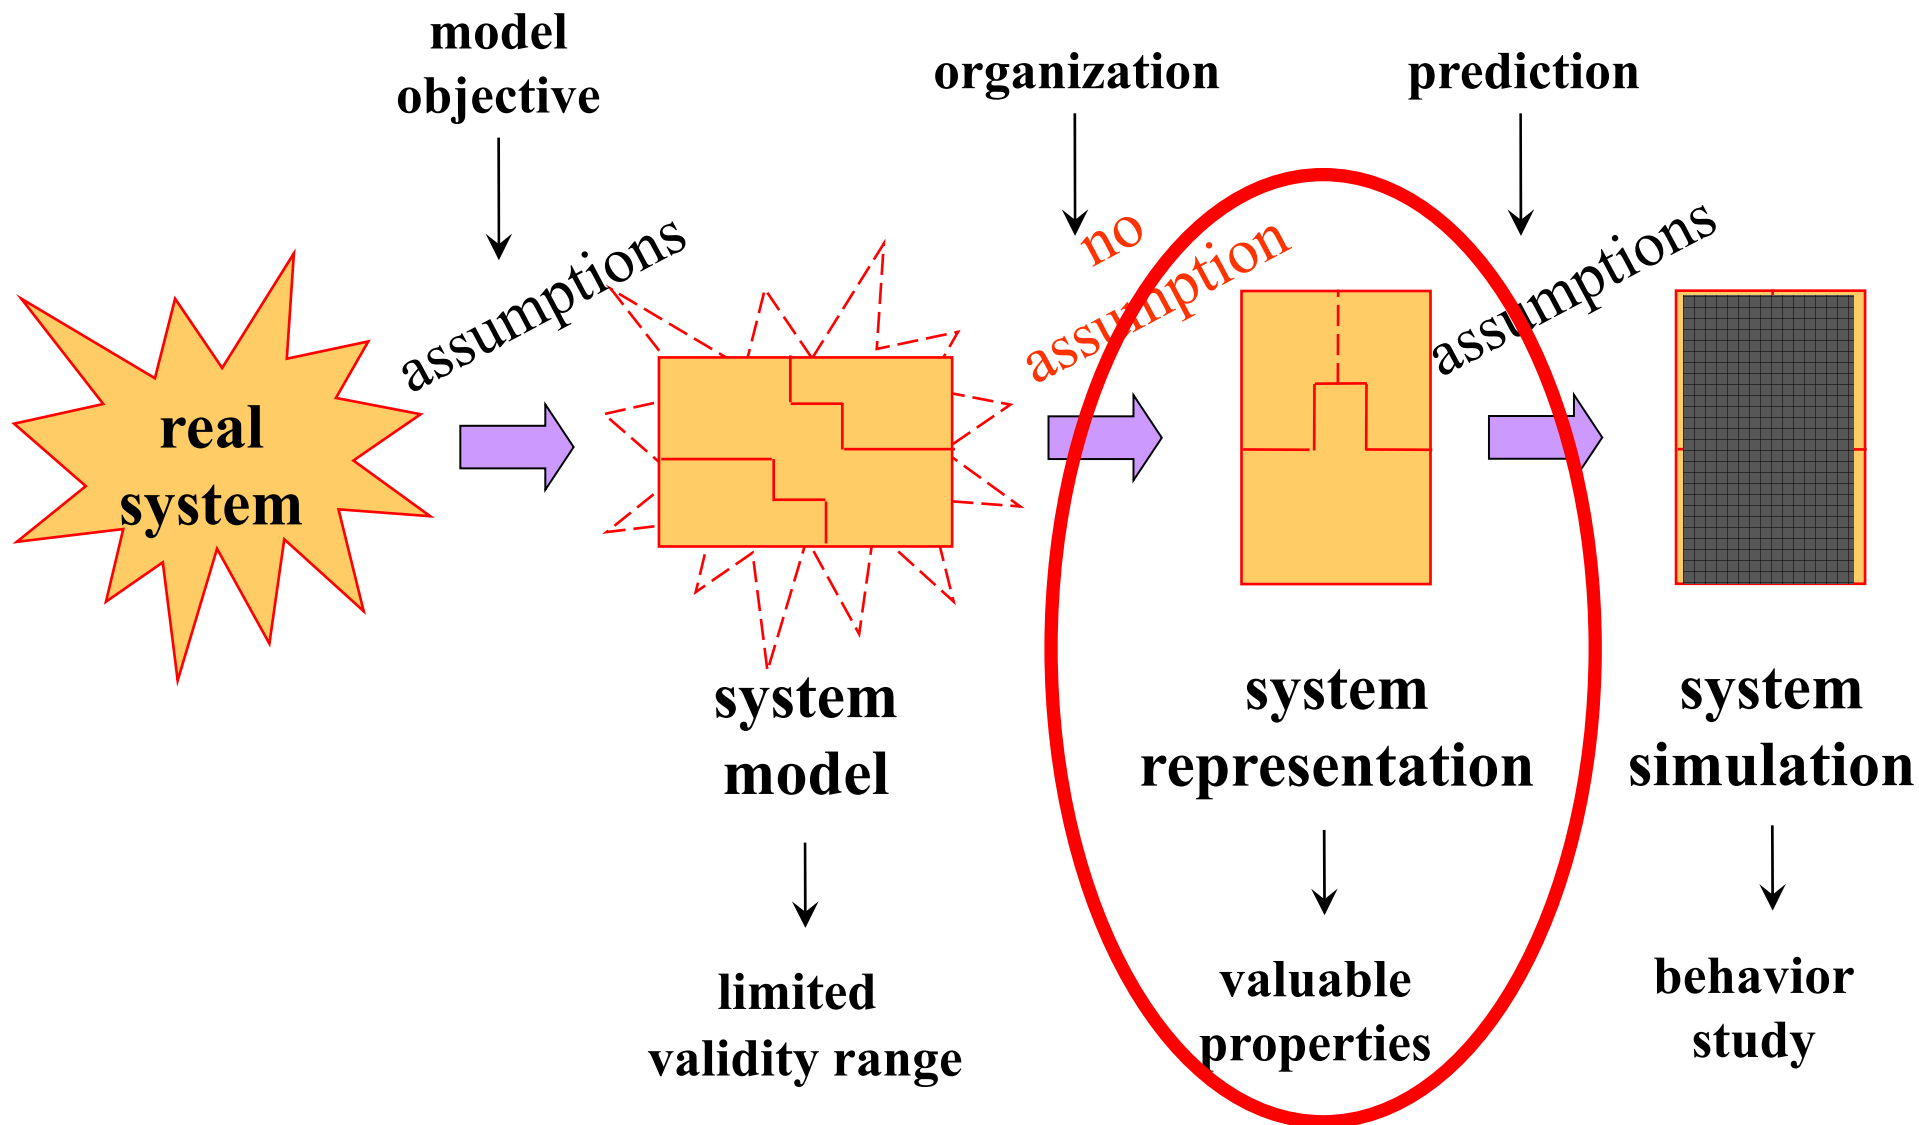 model
objective
organization
prediction
assumptions
no
assumption
assumptions
real
system
system
model
system
representation
system
simulation
limited
validity range
valuable
properties
behavior
study